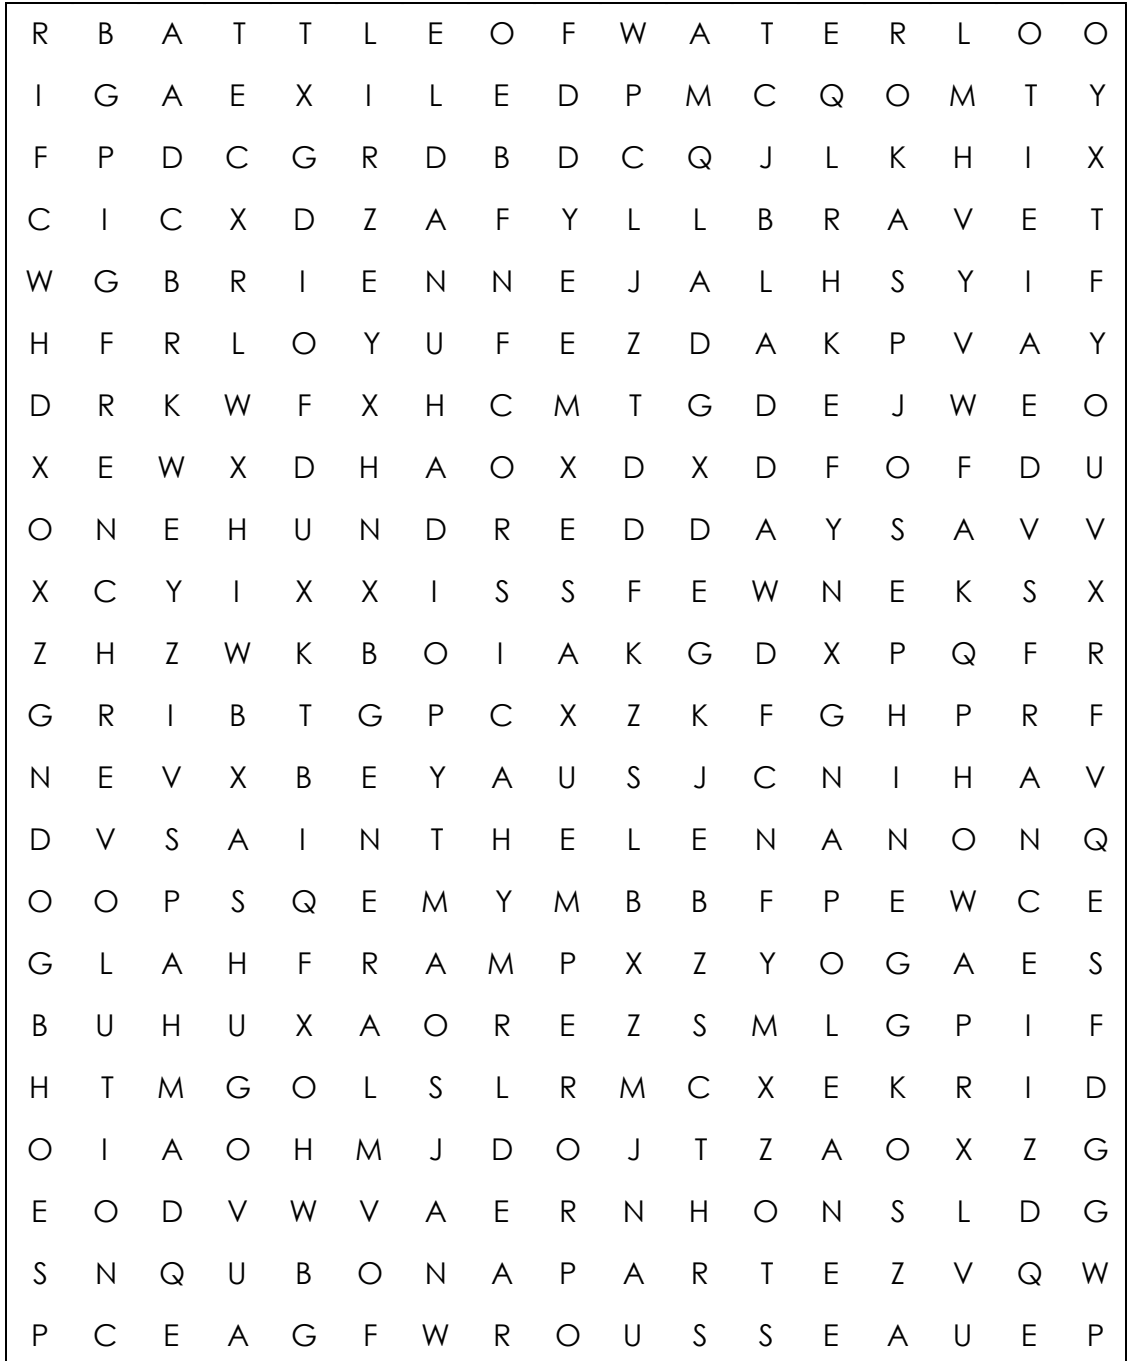 R B A T T L E O F W A T E R L O O
I G A E X I L E D P M C Q O M T Y
F P D C G R D B D C Q J L K H I X
C I C X D Z A F Y L L B R A V E T
W G B R I E N N E J A L H S Y I F
H F R L O Y U F E Z D A K P V A Y
D R K W F X H C M T G D E J W E O
X E W X D H A O X D X D F O F D U
O N E H U N D R E D D A Y S A V V
X C Y I X X I S S F E W N E K S X
Z H Z W K B O I A K G D X P Q F R
G R I B T G P C X Z K F G H P R F
N E V X B E Y A U S J C N I H A V
D V S A I N T H E L E N A N O N Q
O O P S Q E M Y M B B F P E W C E
G L A H F R A M P X Z Y O G A E S
B U H U X A O R E Z S M L G P I F
H T M G O L S L R M C X E K R I D
O I A O H M J D O J T Z A O X Z G
E O D V W V A E R N H O N S L D G
S N Q U B O N A P A R T E Z V Q W
P C E A G F W R O U S S E A U E P